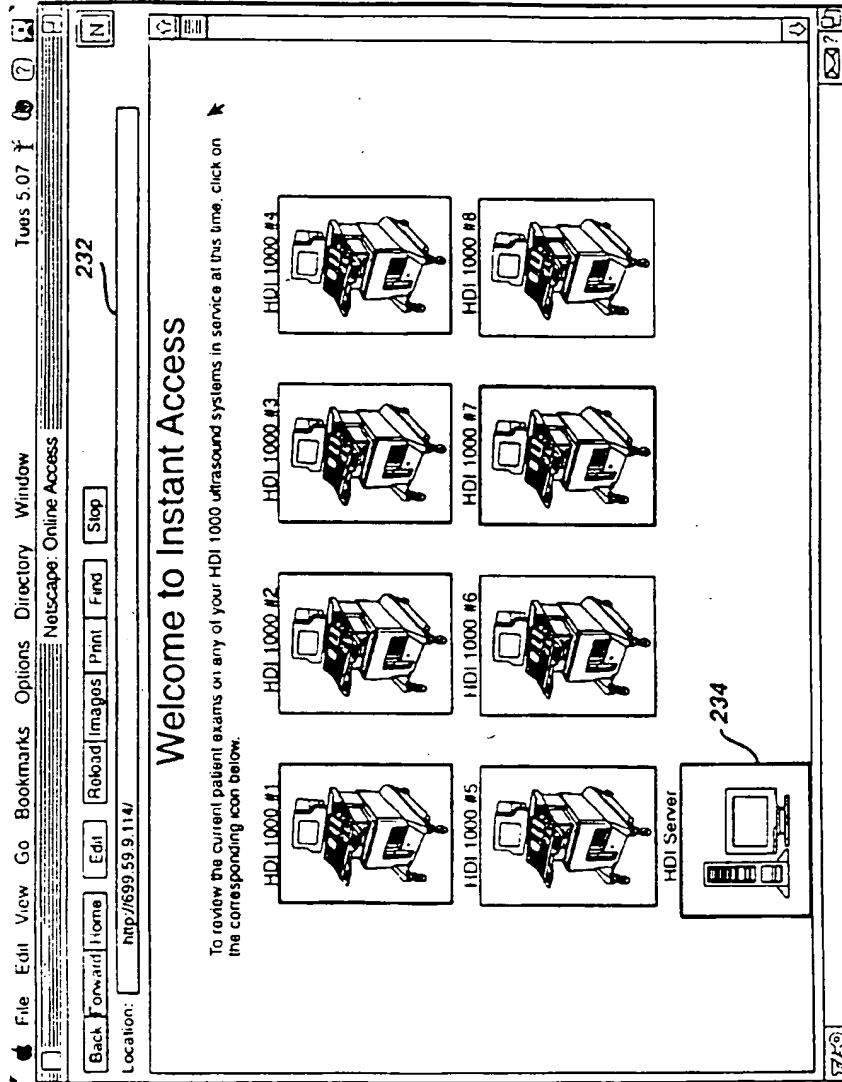 File Edit View Go Bookmarks Options Directory Window Tues 5.07 ?
Netscape: Online Access
Back Forward Home Edit Reload Images Print Find Stop N
232
Location: http//699.59.9.114/
Welcome to Instant Access
To review the current patient exams on any of your HDI 1000 ultrasound systems in service at this time, click on
the corresponding icon below.
HDI 1000 #1 HDI 1000 #2 HDI 1000 #3 HDI 1000 #4
HDI 1000 #5 HDI 1000 #6 HDI 1000 #7 HDI 1000 #8
HDI Server
234
?